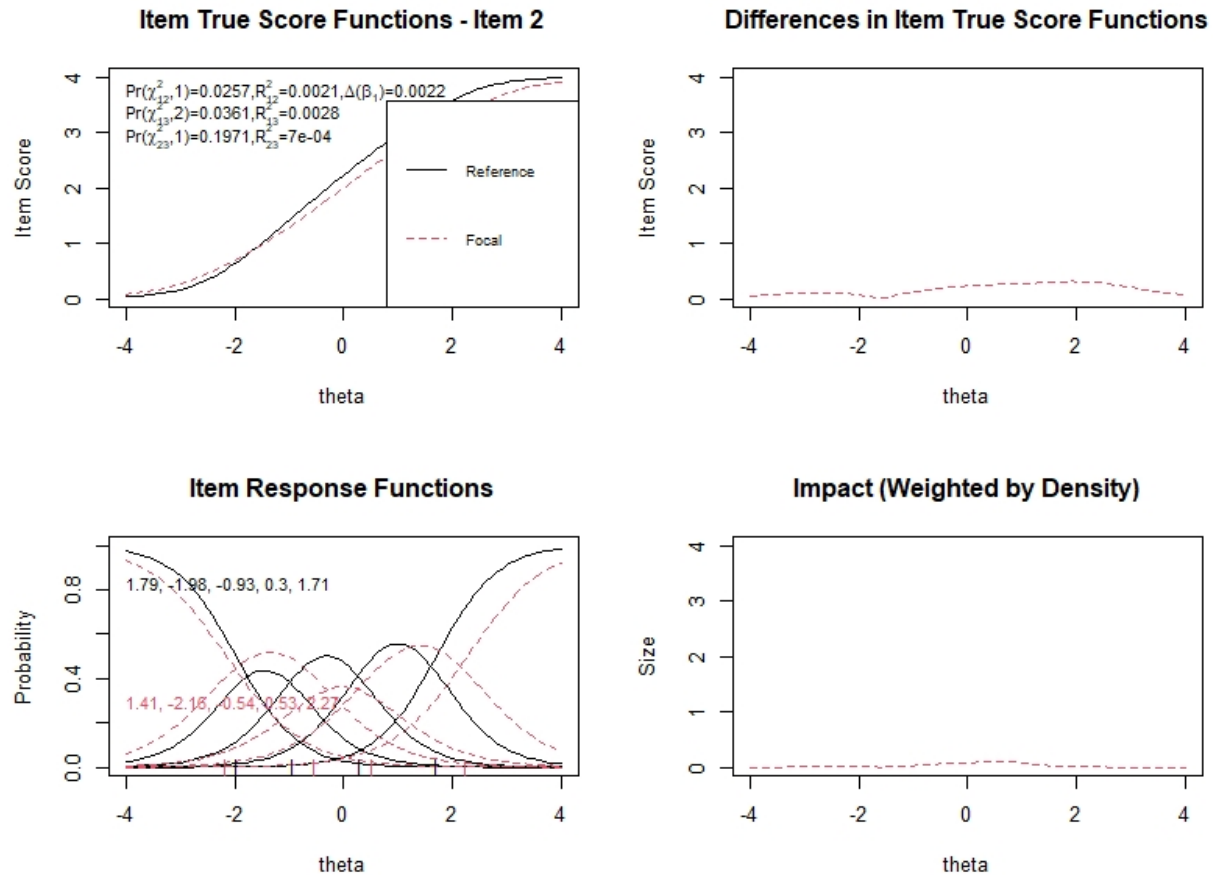 Item True Score Functions - Item 2
Pr(χ²₁₂,1)=0.0257,R²₁₂=0.0021,Δ(β₁)=0.0022
Pr(χ²₁₃,2)=0.0361,R²₁₃=0.0028
Pr(χ²₂₃,1)=0.1971,R²₂₃=7e-04
Reference
Focal
Item Score
0 1 2 3 4
-4 -2 0 2 4
theta
Differences in Item True Score Functions
Item Score
0 1 2 3 4
-4 -2 0 2 4
theta
Item Response Functions
1.79, -1.98, -0.93, 0.3, 1.71
1.41, -2.16, -0.54, 0.53, 2.27
Probability
0.0 0.4 0.8
-4 -2 0 2 4
theta
Impact (Weighted by Density)
Size
0 1 2 3 4
-4 -2 0 2 4
theta